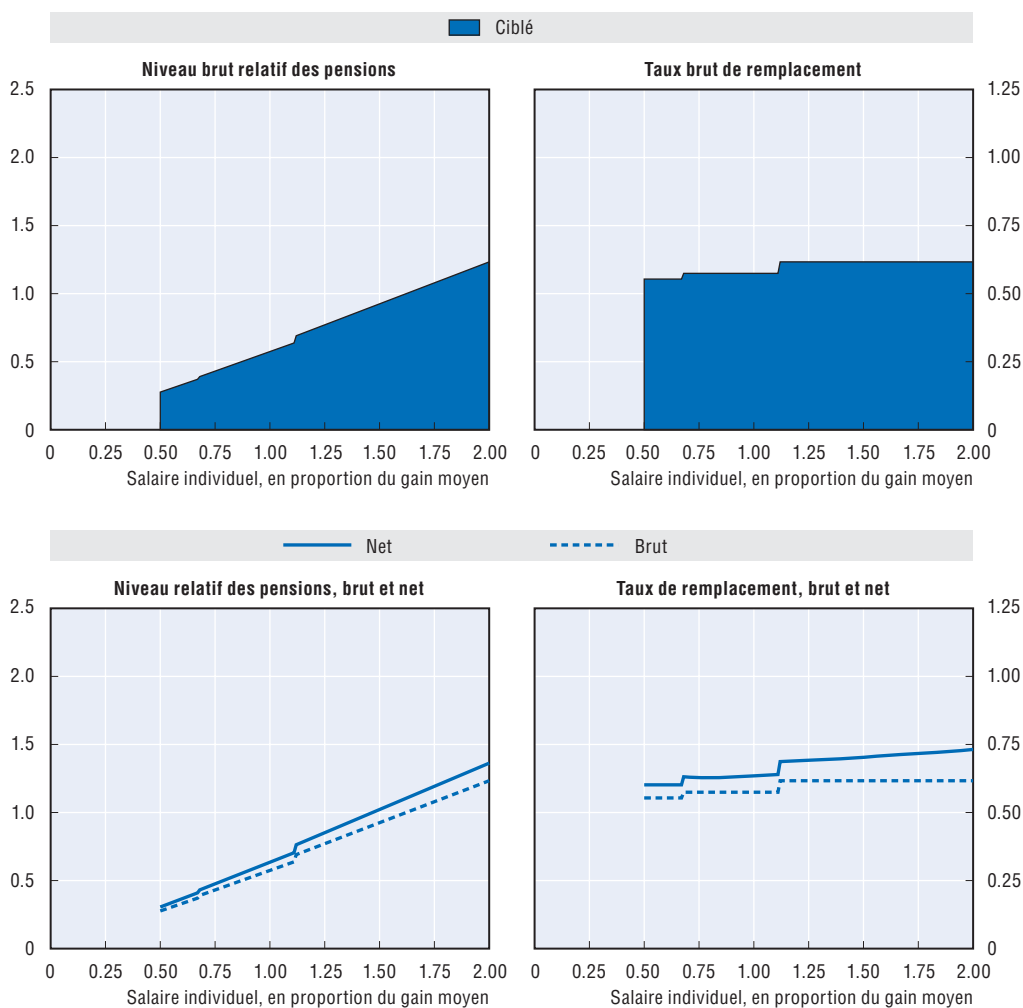 Ciblé
Niveau brut relatif des pensions
2.5
2.0
1.5
1.0
0.5
0
0 0.25 0.50 0.75 1.00 1.25 1.50 1.75 2.00
Salaire individuel, en proportion du gain moyen
Taux brut de remplacement
1.25
1.00
0.75
0.50
0.25
0
0 0.25 0.50 0.75 1.00 1.25 1.50 1.75 2.00
Salaire individuel, en proportion du gain moyen
Net Brut
Niveau relatif des pensions, brut et net
2.5
2.0
1.5
1.0
0.5
0
0 0.25 0.50 0.75 1.00 1.25 1.50 1.75 2.00
Salaire individuel, en proportion du gain moyen
Taux de remplacement, brut et net
1.25
1.00
0.75
0.50
0.25
0
0 0.25 0.50 0.75 1.00 1.25 1.50 1.75 2.00
Salaire individuel, en proportion du gain moyen